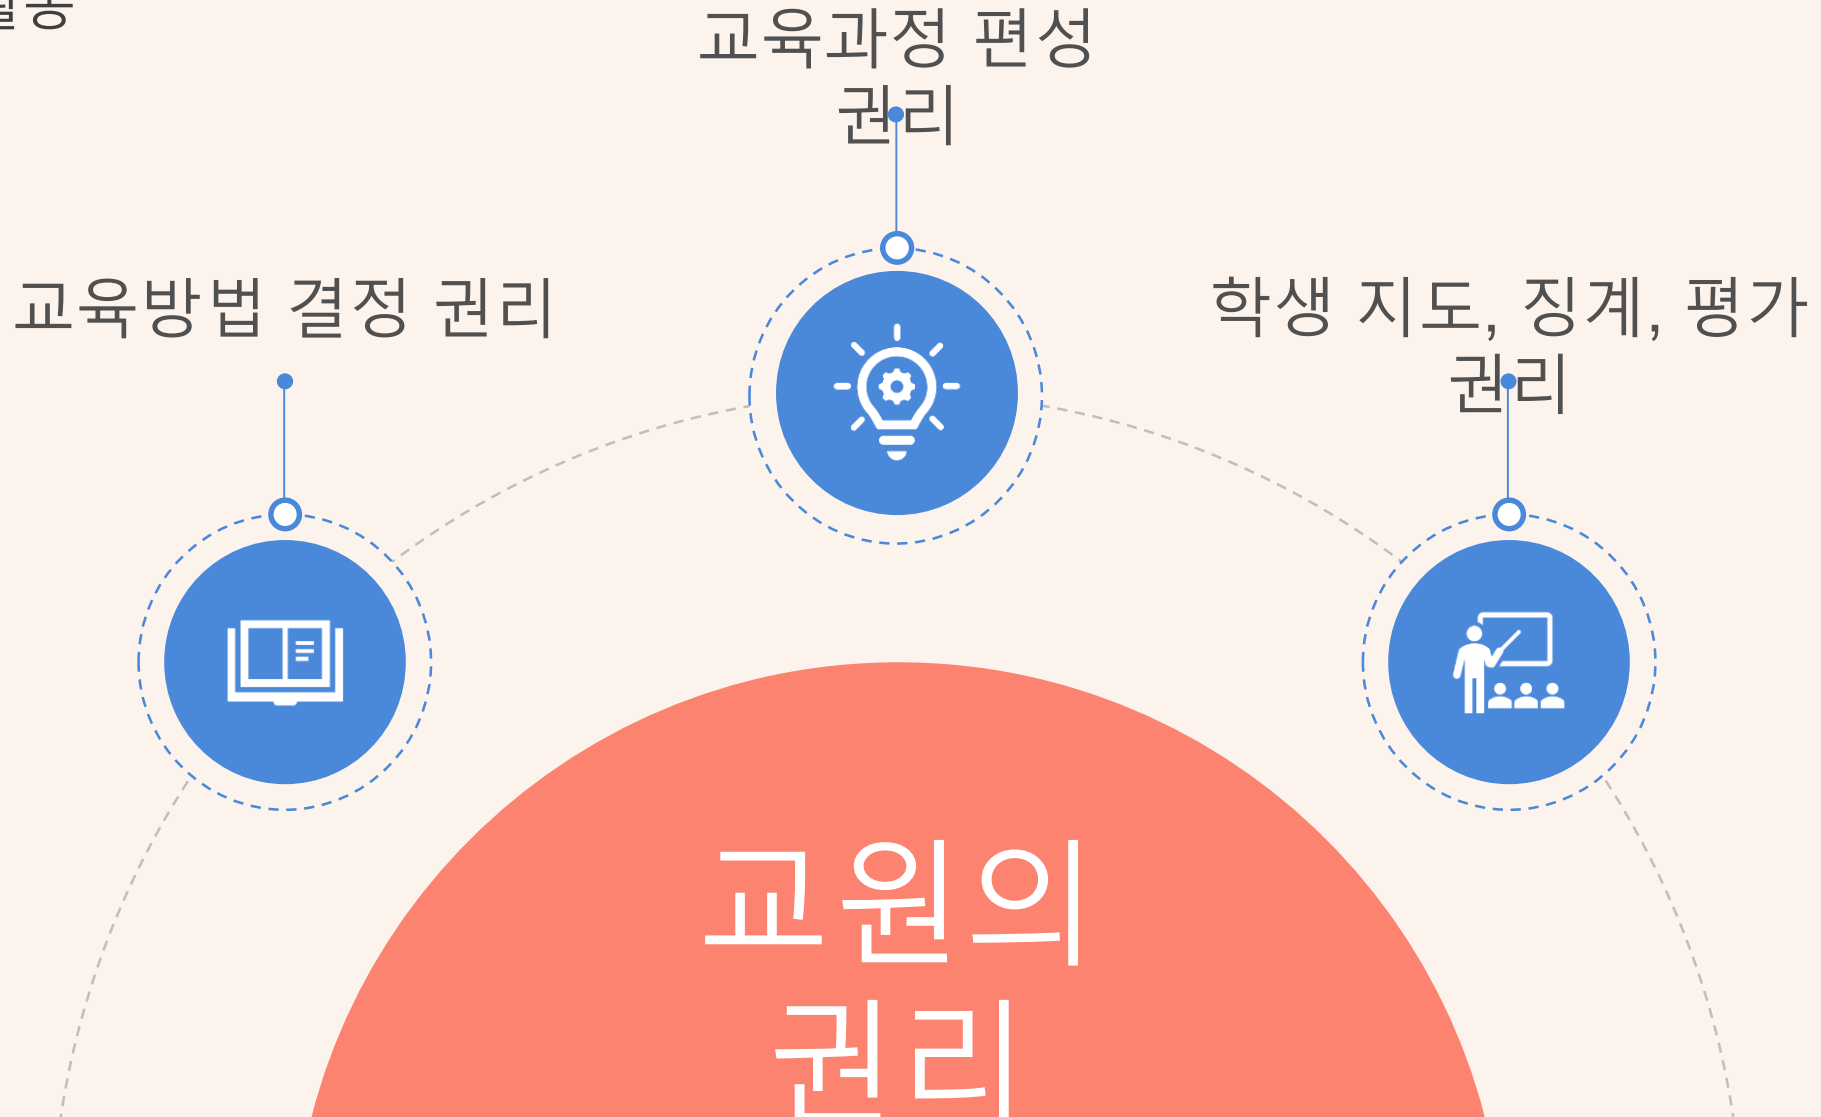 교육과정 편성
권리
교육방법 결정 권리
학생 지도, 징계, 평가
권리
교원의
권리